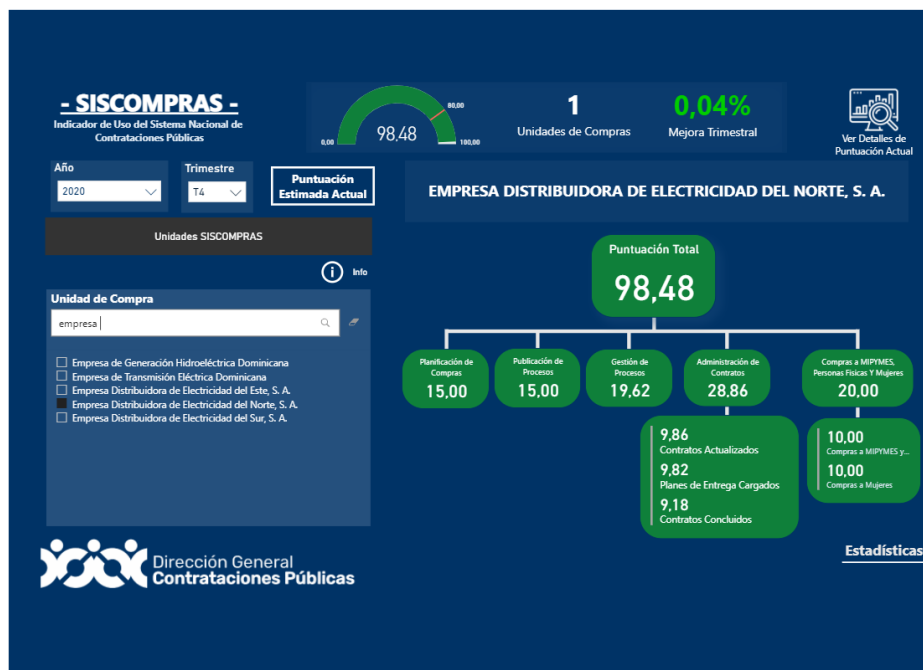 - SISCOMPRAS -
Indicador de Uso del Sistema Nacional de
Contrataciones Públicas
80,00
0,00
98,48
100,00
1
Unidades de Compras
0,04%
Mejora Trimestral
Ver Detalles de
Puntuación Actual
Año
2020
Trimestre
T4
Puntuación
Estimada Actual
EMPRESA DISTRIBUIDORA DE ELECTRICIDAD DEL NORTE, S. A.
Unidades SISCOMPRAS
i Info
Unidad de Compra
empresa
Empresa de Generación Hidroeléctrica Dominicana
Empresa de Transmisión Eléctrica Dominicana
Empresa Distribuidora de Electricidad del Este, S. A.
Empresa Distribuidora de Electricidad del Norte, S. A.
Empresa Distribuidora de Electricidad del Sur, S. A.
Puntuación Total
98,48
Planificación de
Compras
15,00
Publicación de
Procesos
15,00
Gestión de
Procesos
19,62
Administración de
Contratos
28,86
Compras a MIPYMES,
Personas Físicas Y Mujeres
20,00
9,86
Contratos Actualizados
9,82
Planes de Entrega Cargados
9,18
Contratos Concluidos
10,00
Compras a MIPYMES y...
10,00
Compras a Mujeres
Dirección General
Contrataciones Públicas
Estadísticas